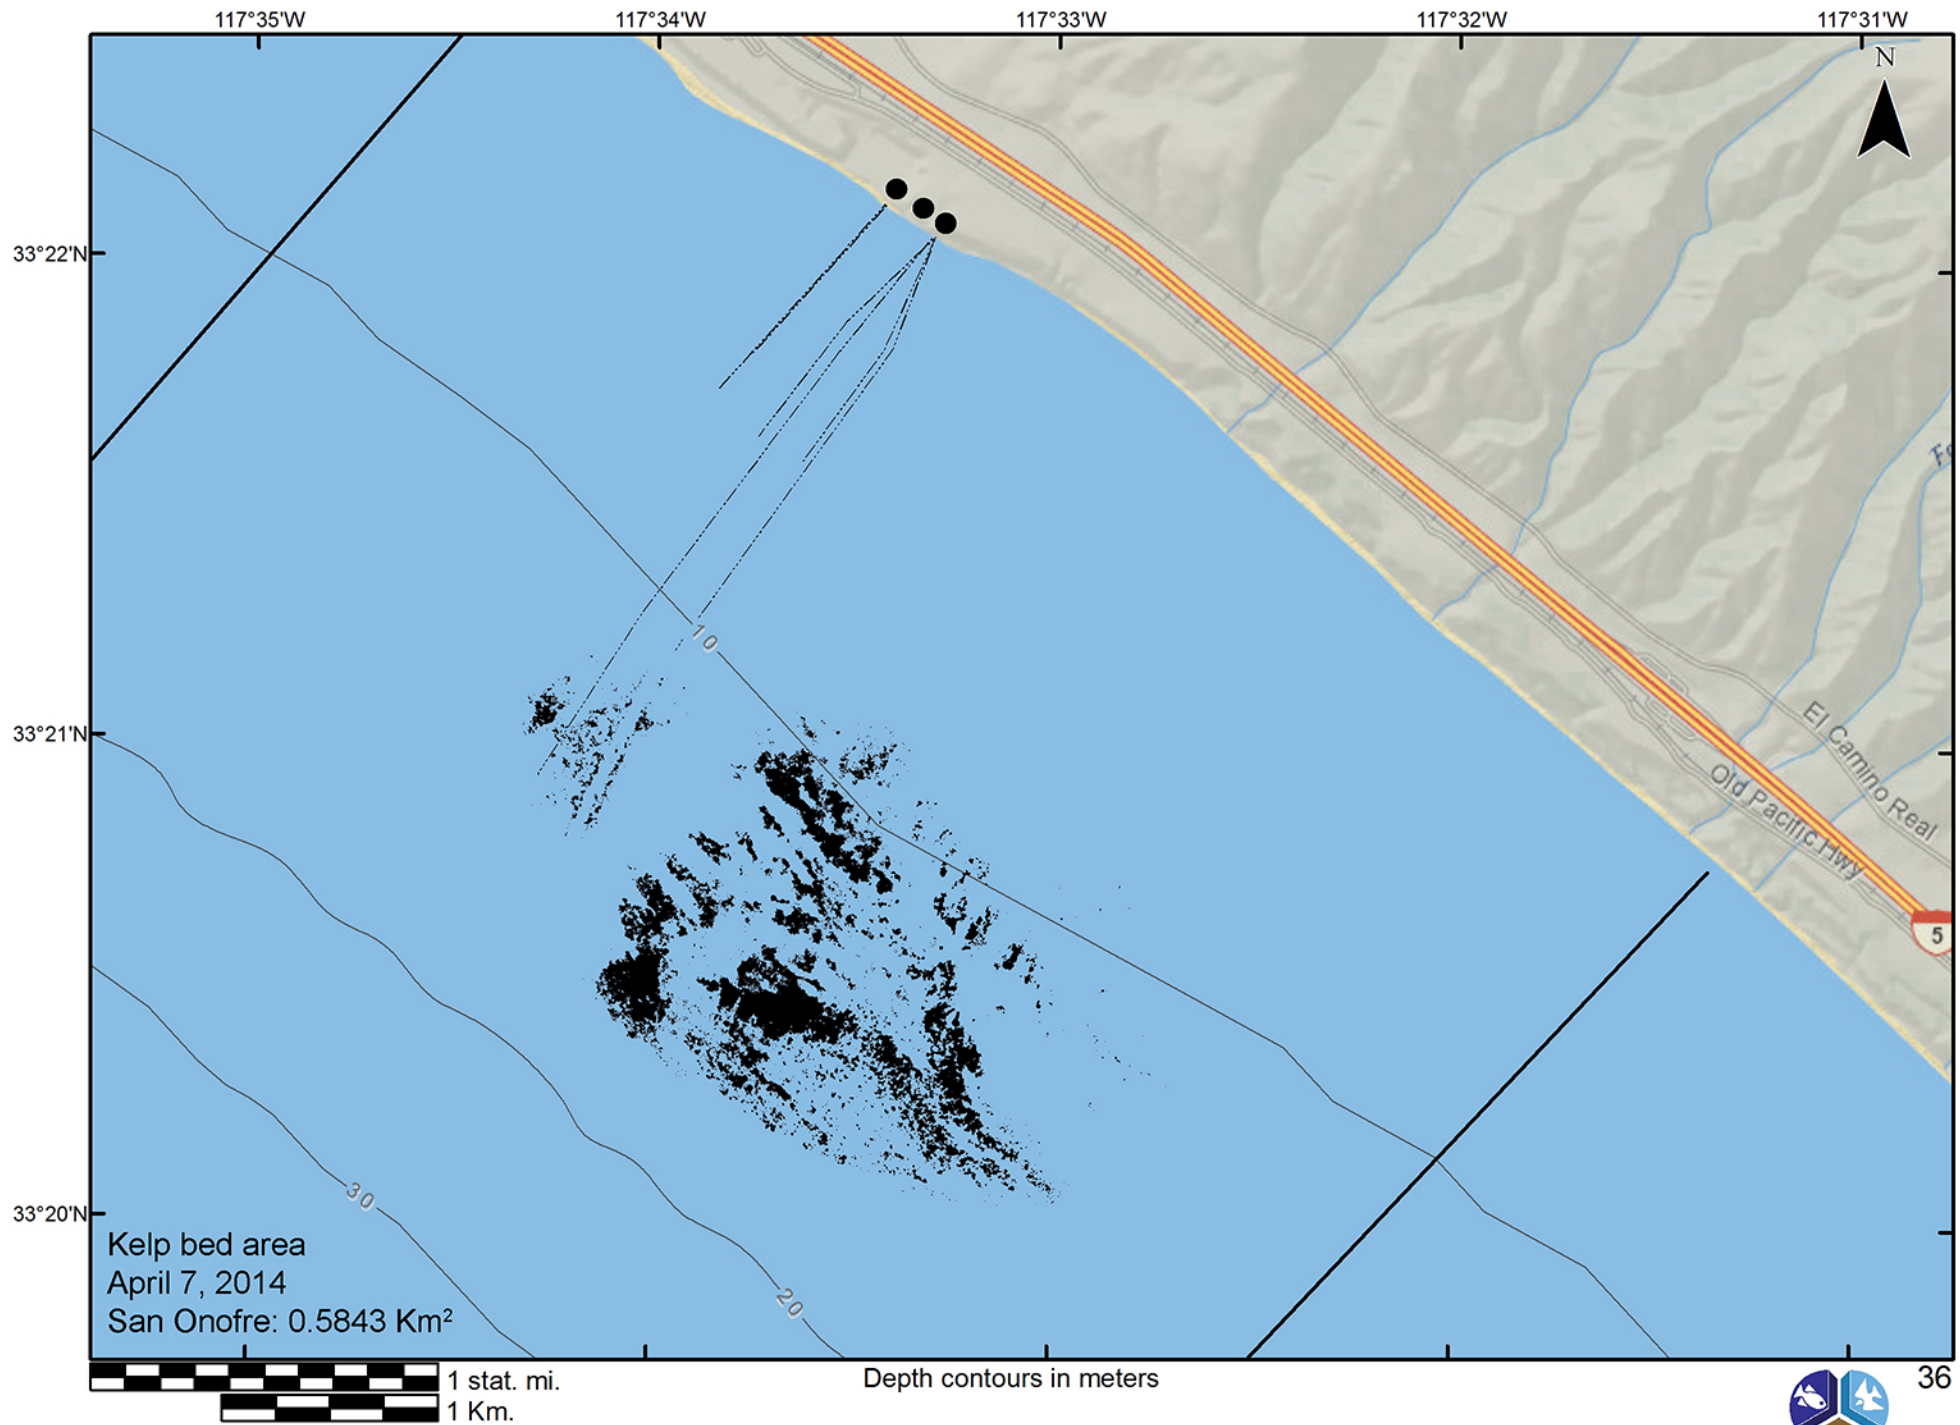 117°35'W 117°34'W 117°33'W 117°32'W 117°31'W
N
33°22'N
10
33°21'N
El Camino Real
Old Pacific Hwy
5
30
33°20'N
20
Kelp bed area
April 7, 2014
San Onofre: 0.5843 Km²
1 stat. mi.
Depth contours in meters
36
1 Km.